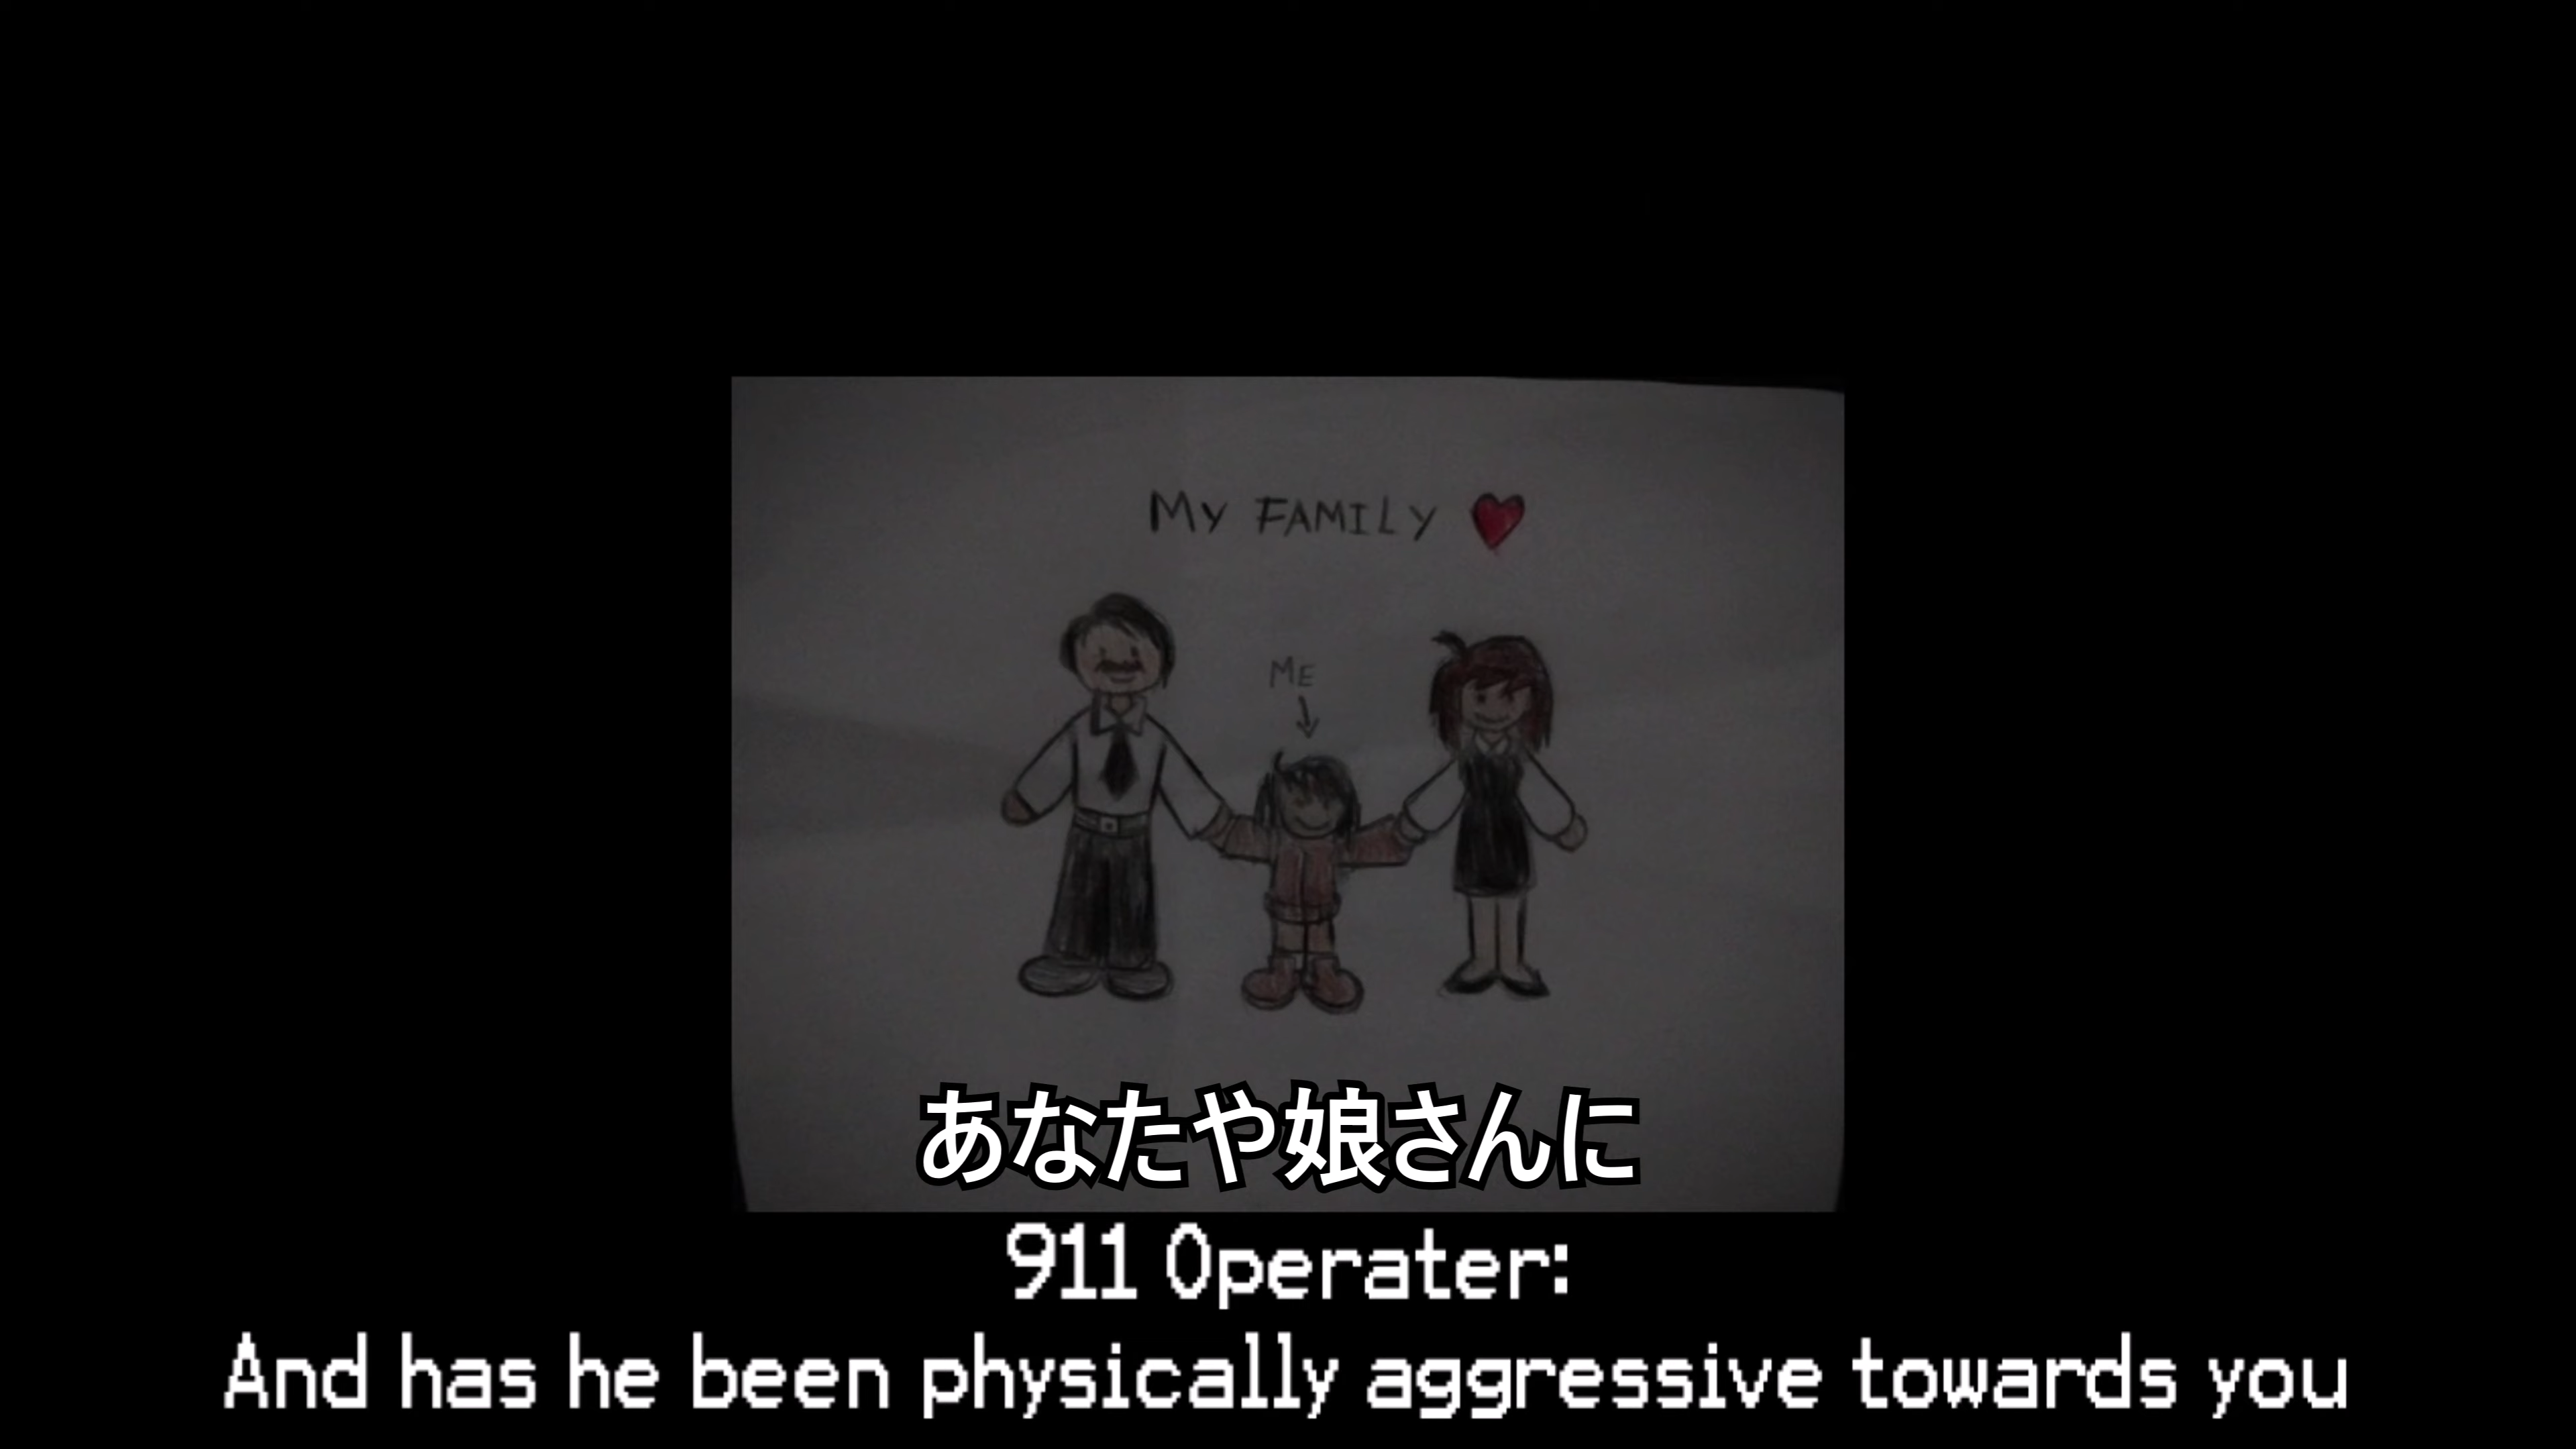 MY FAMILY
ME
あなたや娘さんに
911 Operater:
And has he been physically aggressive towards you